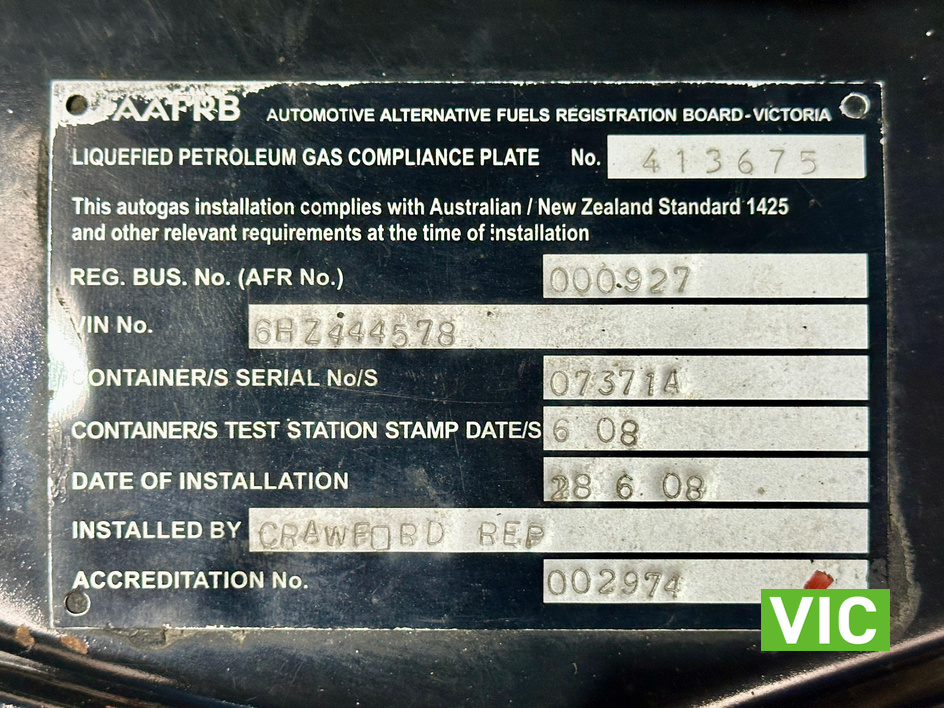 AAFRB AUTOMOTIVE ALTERNATIVE FUELS REGISTRATION BOARD-VICTORIA
LIQUEFIED PETROLEUM GAS COMPLIANCE PLATE No. 413675
This autogas installation complies with Australian / New Zealand Standard 1425
and other relevant requirements at the time of installation
REG. BUS. No. (AFR No.) 000927
VIN No. 6HZ444578
CONTAINER/S SERIAL No/S 073714
CONTAINER/S TEST STATION STAMP DATE/S 6 08
DATE OF INSTALLATION 28 6 08
INSTALLED BY CRAWFORD REP
ACCREDITATION No. 002974
VIC